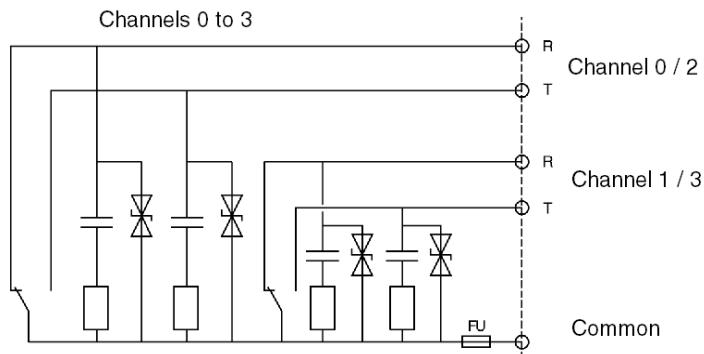 Channels 0 to 3
R
Channel 0 / 2
T
R
Channel 1 / 3
T
FU
Common